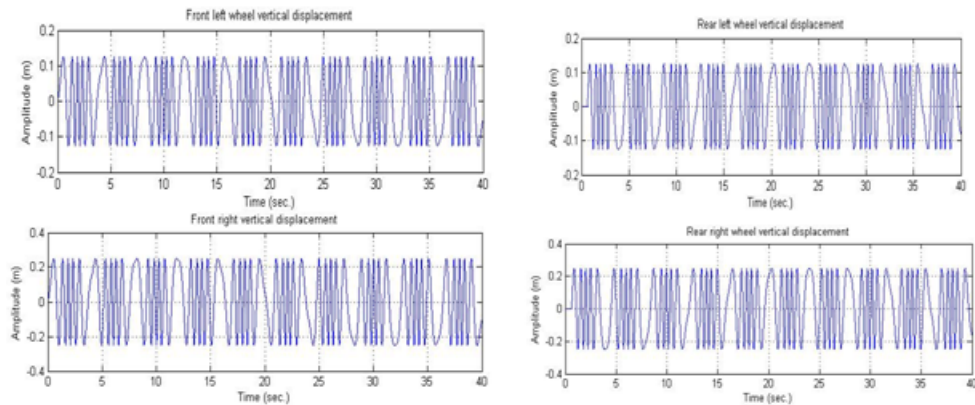 Front left wheel vertical displacement
0.2
0.1
0
-0.1
-0.2
Amplitude (m)
0 5 10 15 20 25 30 35 40
Time (sec.)
Rear left wheel vertical displacement
0.2
0.1
0
-0.1
-0.2
Amplitude (m)
0 5 10 15 20 25 30 35 40
Time (sec.)
Front right vertical displacement
0.4
0.2
0
-0.2
-0.4
Amplitude (m)
0 5 10 15 20 25 30 35 40
Time (sec.)
Rear right wheel vertical displacement
0.4
0.2
0
-0.2
-0.4
Amplitude (m)
0 5 10 15 20 25 30 35 40
Time (sec.)